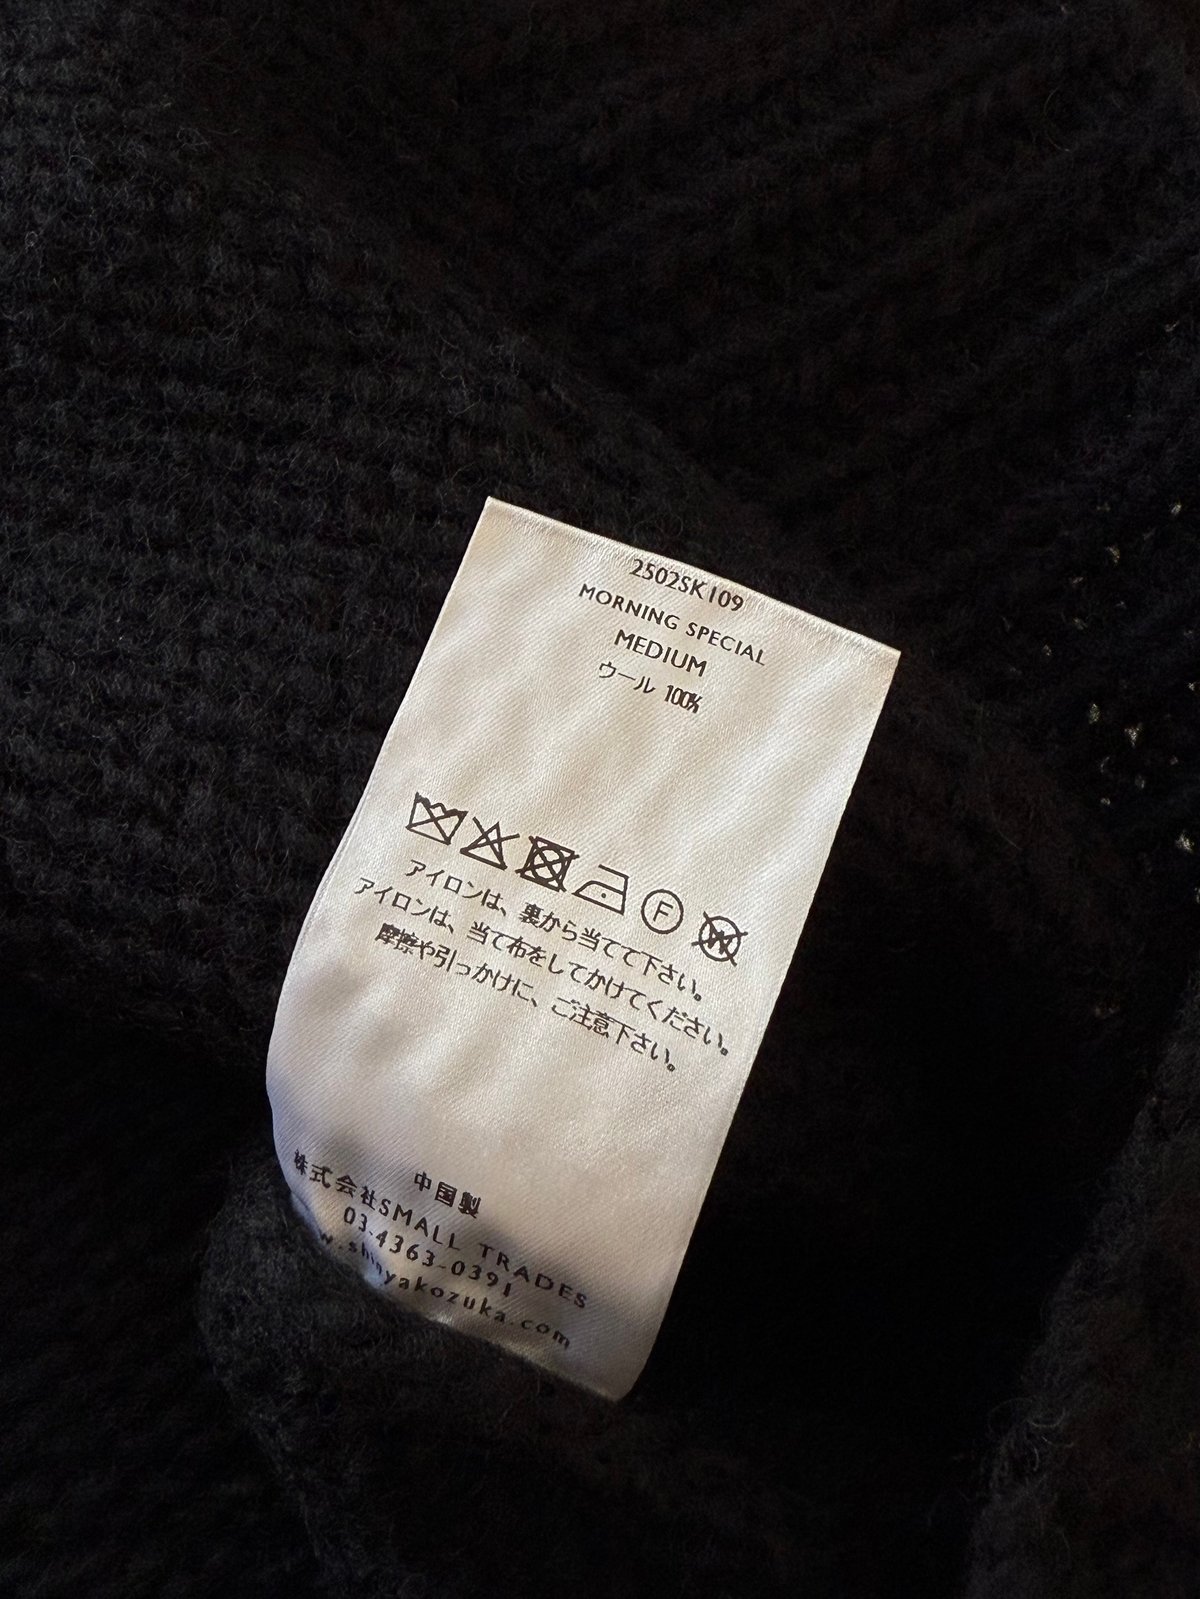 2502SK109
MORNING SPECIAL
MEDIUM
ウール 100%
F
W
アイロンは、裏から当てて下さい。
アイロンは、当て布をしてかけてください。
摩擦や引っかけに、ご注意下さい。
中国製
株式会社SMALL TRADES
03-4363-0391
w.shinyakozuka.com